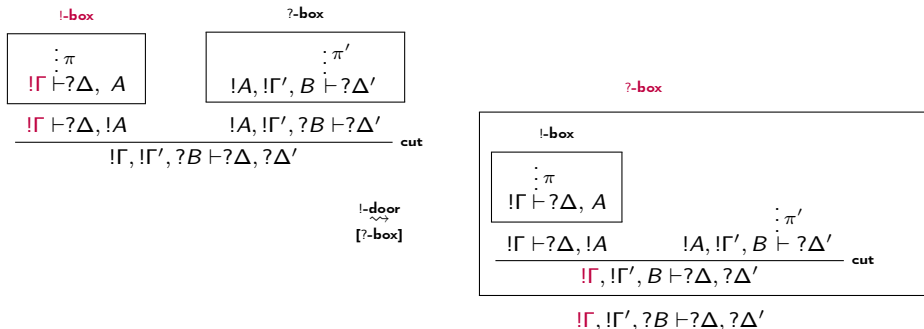 !-box
?-box
π
π′
!Γ ⊢?Δ, A
!A, !Γ′, B ⊢?Δ′
!Γ ⊢?Δ, !A
!A, !Γ′, ?B ⊢?Δ′
cut
!Γ, !Γ′, ?B ⊢?Δ, ?Δ′
!-door
⇝
[?-box]
?-box
!-box
π
!Γ ⊢?Δ, A
π′
!Γ ⊢?Δ, !A
!A, !Γ′, B ⊢ ?Δ′
cut
!Γ, !Γ′, B ⊢?Δ, ?Δ′
!Γ, !Γ′, ?B ⊢?Δ, ?Δ′